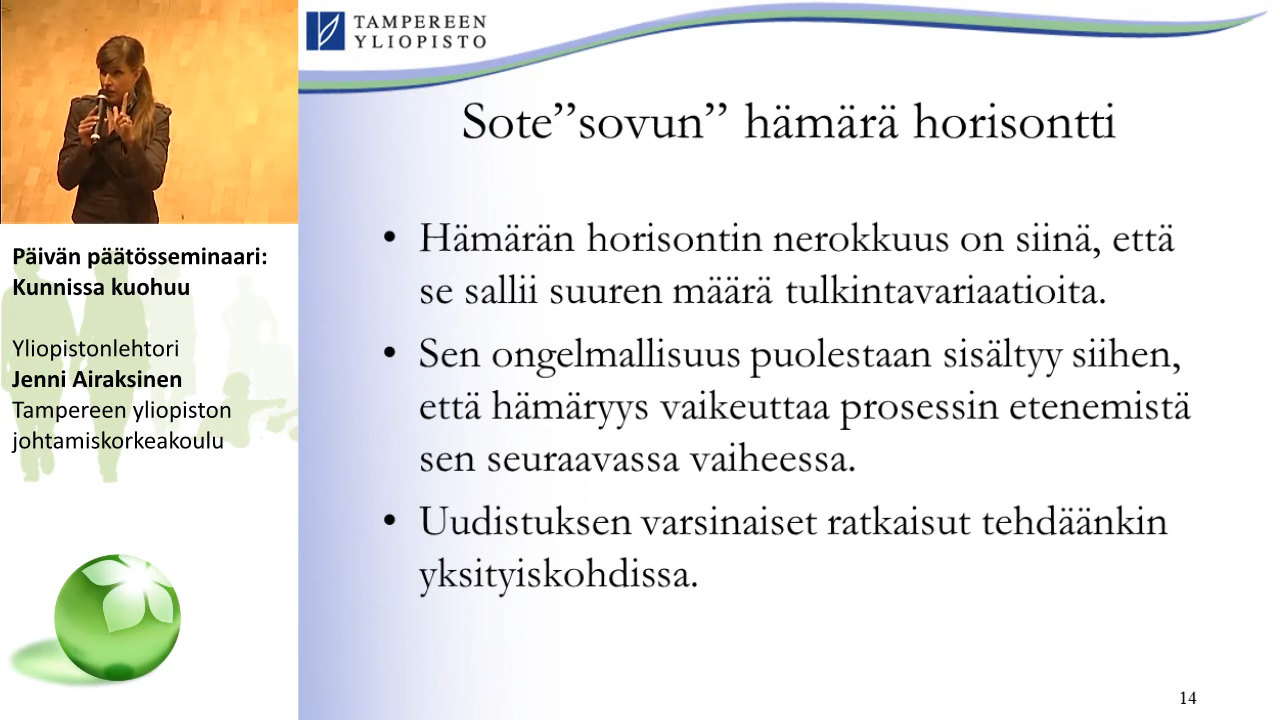 TAMPEREEN
YLIOPISTO
Sote”sovun” hämärä horisontti
• Hämärän horisontin nerokkuus on siinä, että
se sallii suuren määrä tulkintavariaatioita.
• Sen ongelmallisuus puolestaan sisältyy siihen,
että hämäryys vaikeuttaa prosessin etenemistä
sen seuraavassa vaiheessa.
• Uudistuksen varsinaiset ratkaisut tehdäänkin
yksityiskohdissa.
14
Päivän päätösseminaari:
Kunnissa kuohuu
Yliopistonlehtori
Jenni Airaksinen
Tampereen yliopiston
johtamiskorkeakoulu